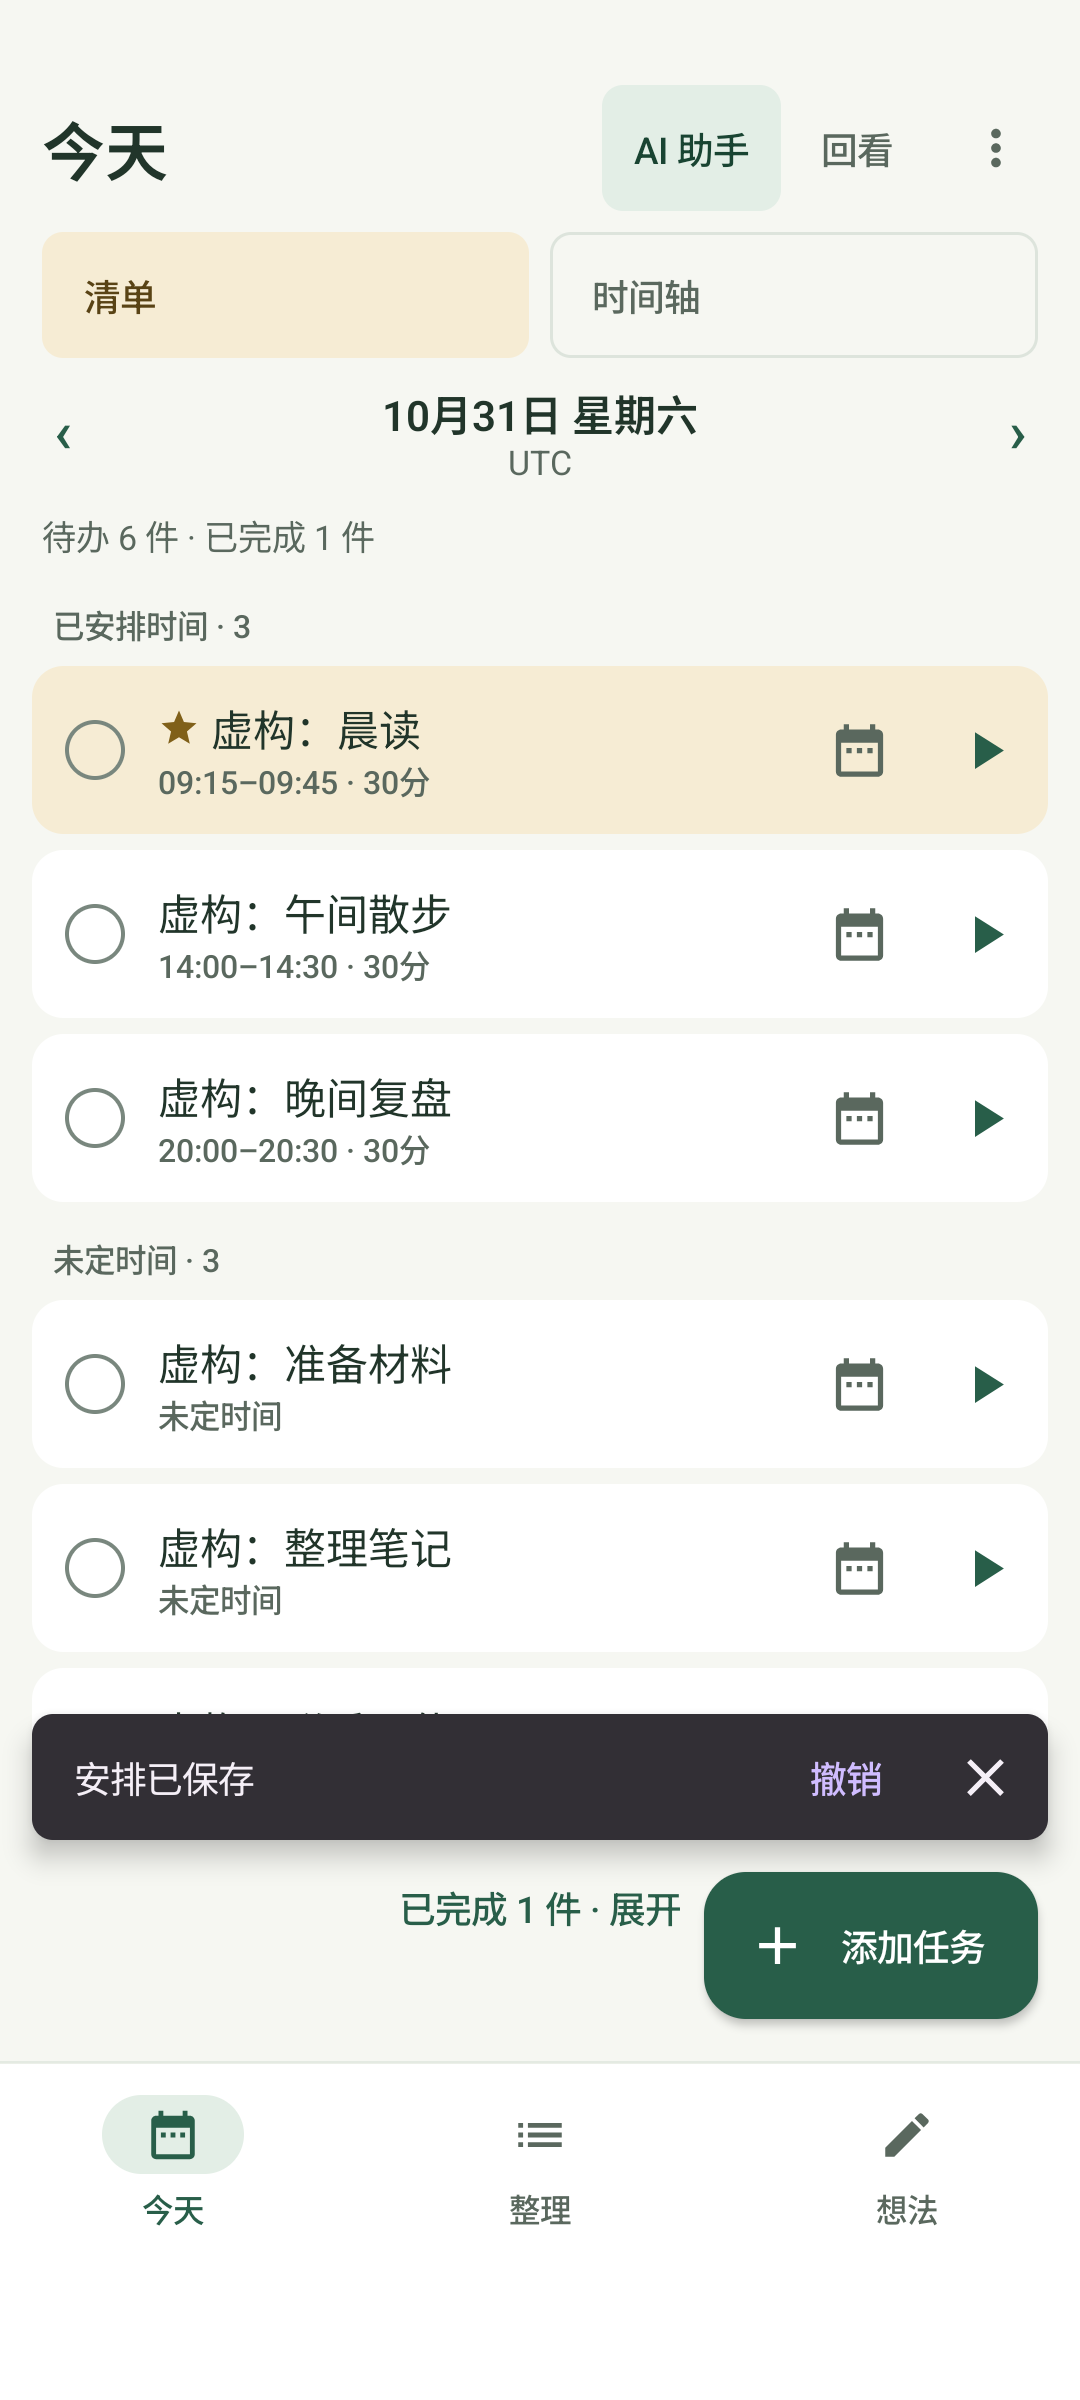 今天
AI 助手
回看
清单
时间轴
‹
10月31日 星期六
›
UTC
待办 6 件 · 已完成 1 件
已安排时间 · 3
虚构：晨读
09:15–09:45 · 30分
虚构：午间散步
14:00–14:30 · 30分
虚构：晚间复盘
20:00–20:30 · 30分
未定时间 · 3
虚构：准备材料
未定时间
虚构：整理笔记
未定时间
安排已保存
撤销
已完成 1 件 · 展开
添加任务
今天
整理
想法